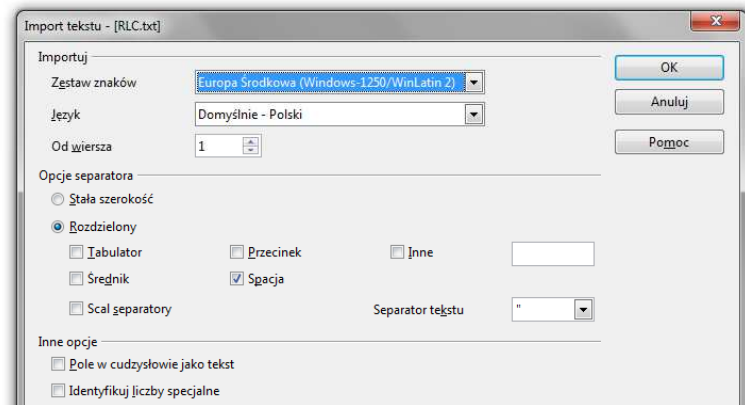 Import tekstu - [RLC.txt]
Importuj
OK
Zestaw znaków Europa Środkowa (Windows-1250/WinLatin 2)
Anuluj
Język Domyślnie - Polski
Pomoc
Od wiersza 1
Opcje separatora
Stała szerokość
Rozdzielony
Tabulator Przecinek Inne
Średnik Spacja
Scal separatory Separator tekstu "
Inne opcje
Pole w cudzysłowie jako tekst
Identyfikuj liczby specjalne